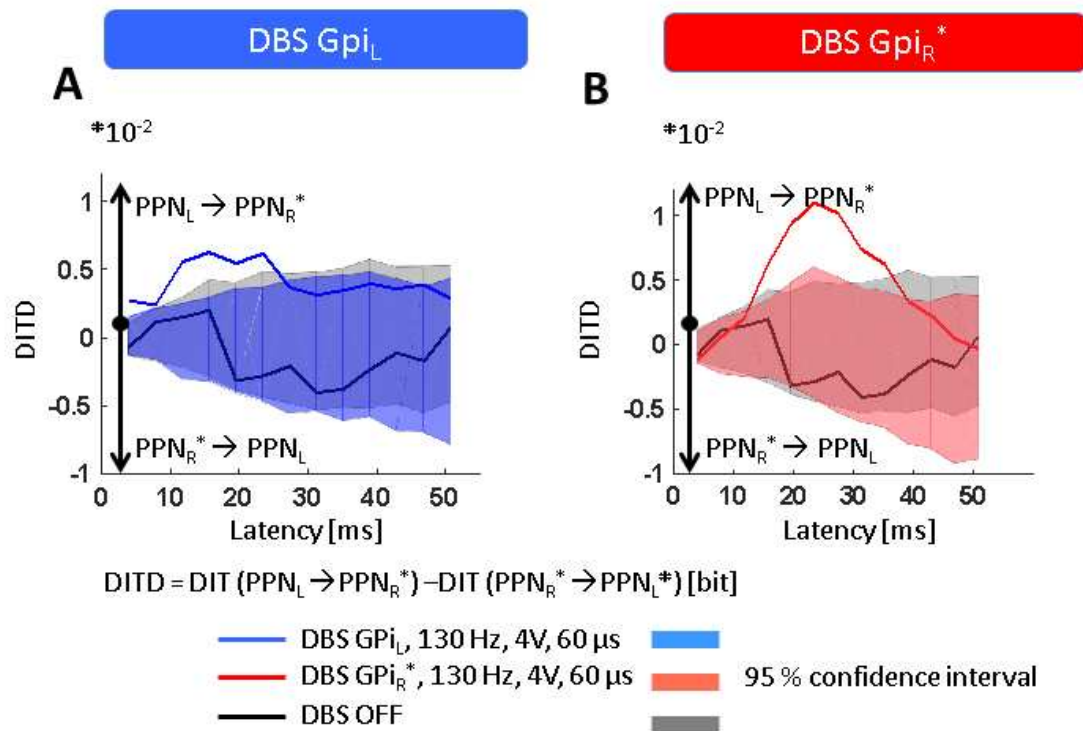 DBS GpiL
DBS GpiR*
A
B
*10-2
*10-2
DITD
1
0.5
0
-0.5
-1
PPNL → PPNR*
PPNR* → PPNL
0 10 20 30 40 50
Latency [ms]
DITD
1
0.5
0
-0.5
-1
PPNL → PPNR*
PPNR* → PPNL
0 10 20 30 40 50
Latency [ms]
DITD = DIT (PPNL → PPNR*) – DIT (PPNR* → PPNL*) [bit]
DBS GPiL, 130 Hz, 4V, 60 µs
DBS GPiR*, 130 Hz, 4V, 60 µs
95 % confidence interval
DBS OFF